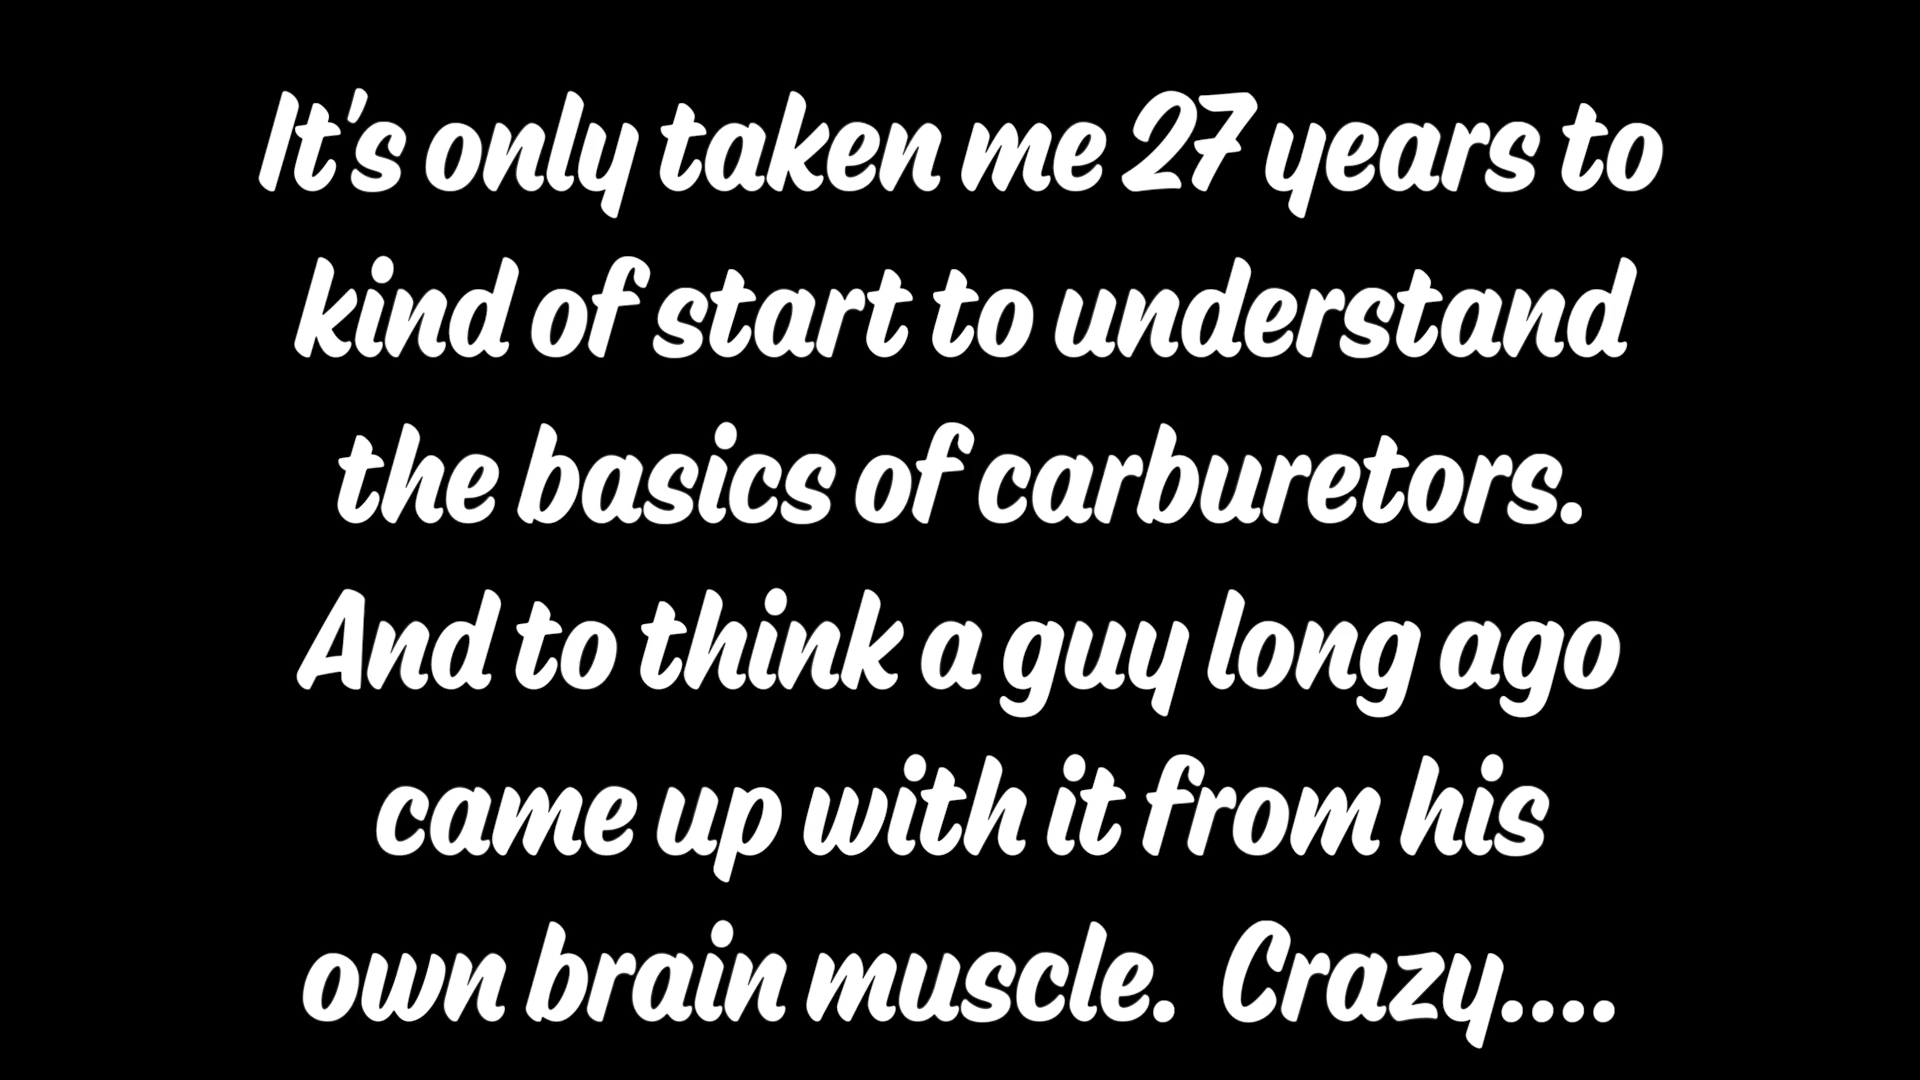 It's only taken me 27 years to
kind of start to understand
the basics of carburetors.
And to think a guy long ago
came up with it from his
own brain muscle.  Crazy....